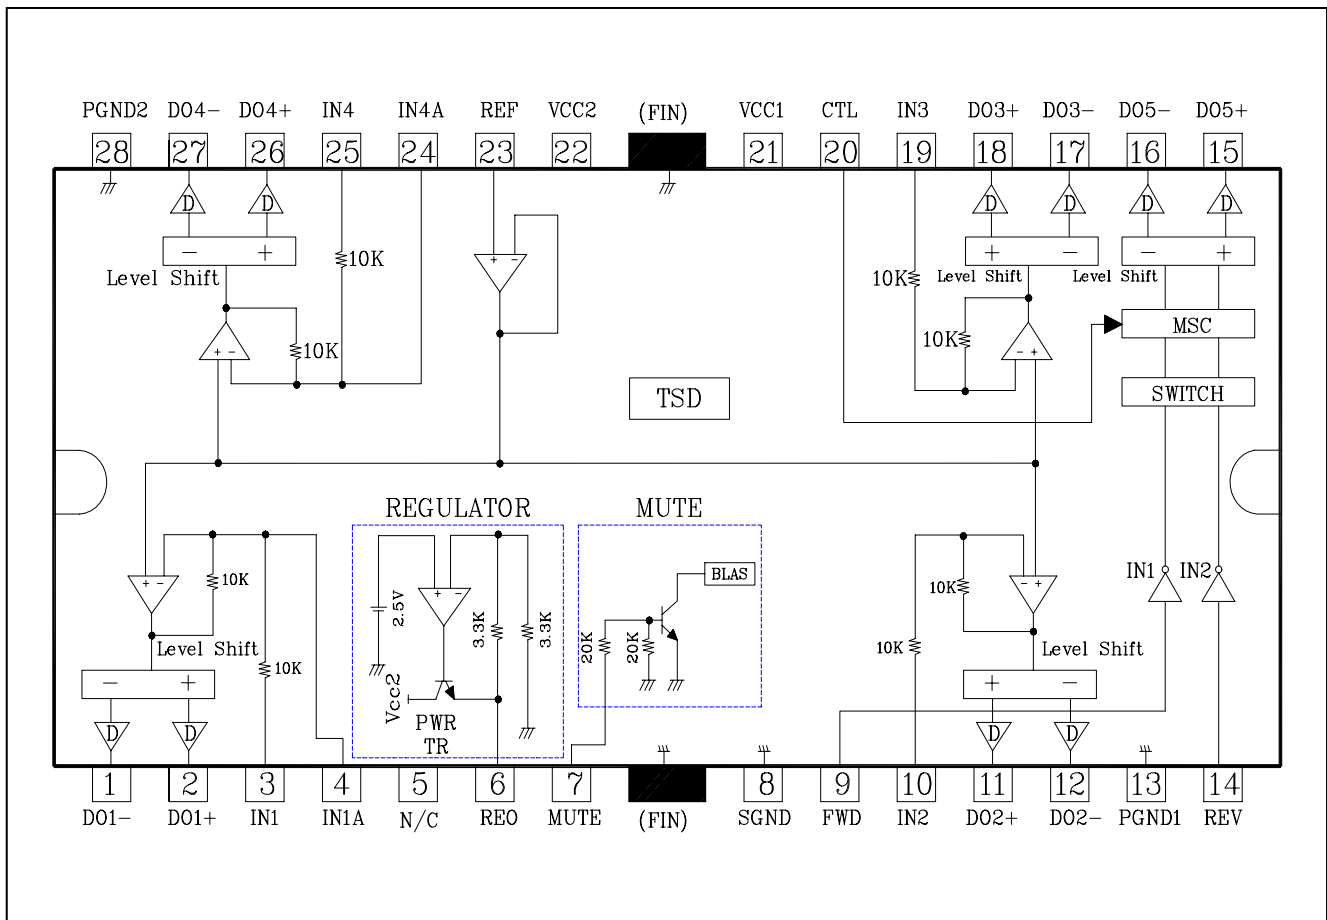 PGND2 DO4- DO4+ IN4 IN4A REF VCC2 (FIN) VCC1 CTL IN3 DO3+ DO3- DO5- DO5+
28 27 26 25 24 23 22 21 20 19 18 17 16 15
D D D D D D
- + + - + - - +
10K
Level Shift
10K
Level Shift
Level Shift
MSC
+ -
10K
10K
- +
TSD
SWITCH
REGULATOR
MUTE
+ -
10K
2.5V
+ -
3.3K
3.3K
BLAS
20K
20K
10K
- +
IN1
IN2
Level Shift
10K
10K
Level Shift
- +
Vcc2
PWR
TR
+ -
D D D D
1 2 3 4 5 6 7 8 9 10 11 12 13 14
DO1- DO1+ IN1 IN1A N/C REO MUTE (FIN) SGND FWD IN2 DO2+ DO2- PGND1 REV